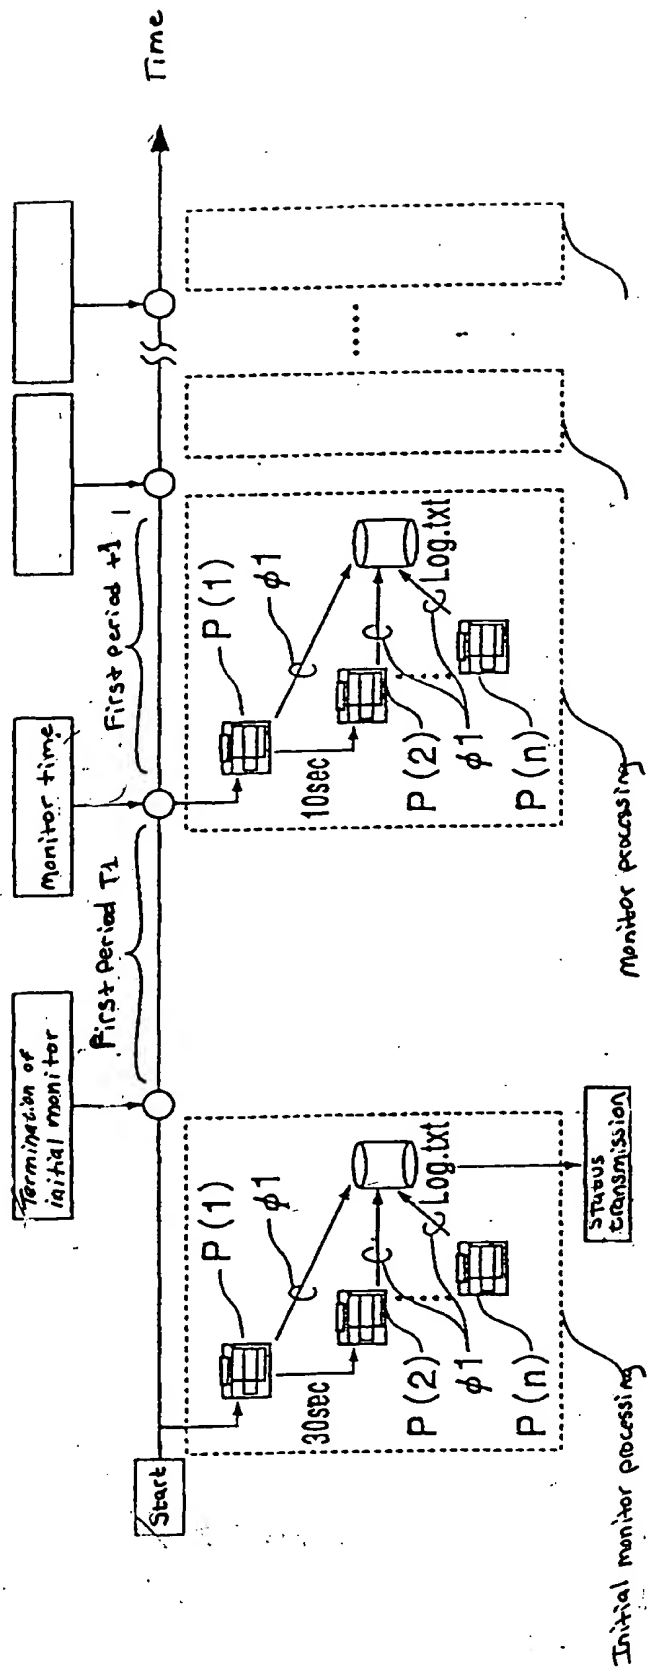 Termination of
initial monitor
monitor time
First period T1
First period t1
Time
Start
P(1)
φ1
30sec
P(2)
φ1
P(n)
Log.txt
P(1)
φ1
10sec
P(2)
φ1
P(n)
Log.txt
.....
Status
transmission
Initial monitor processing
Monitor processing